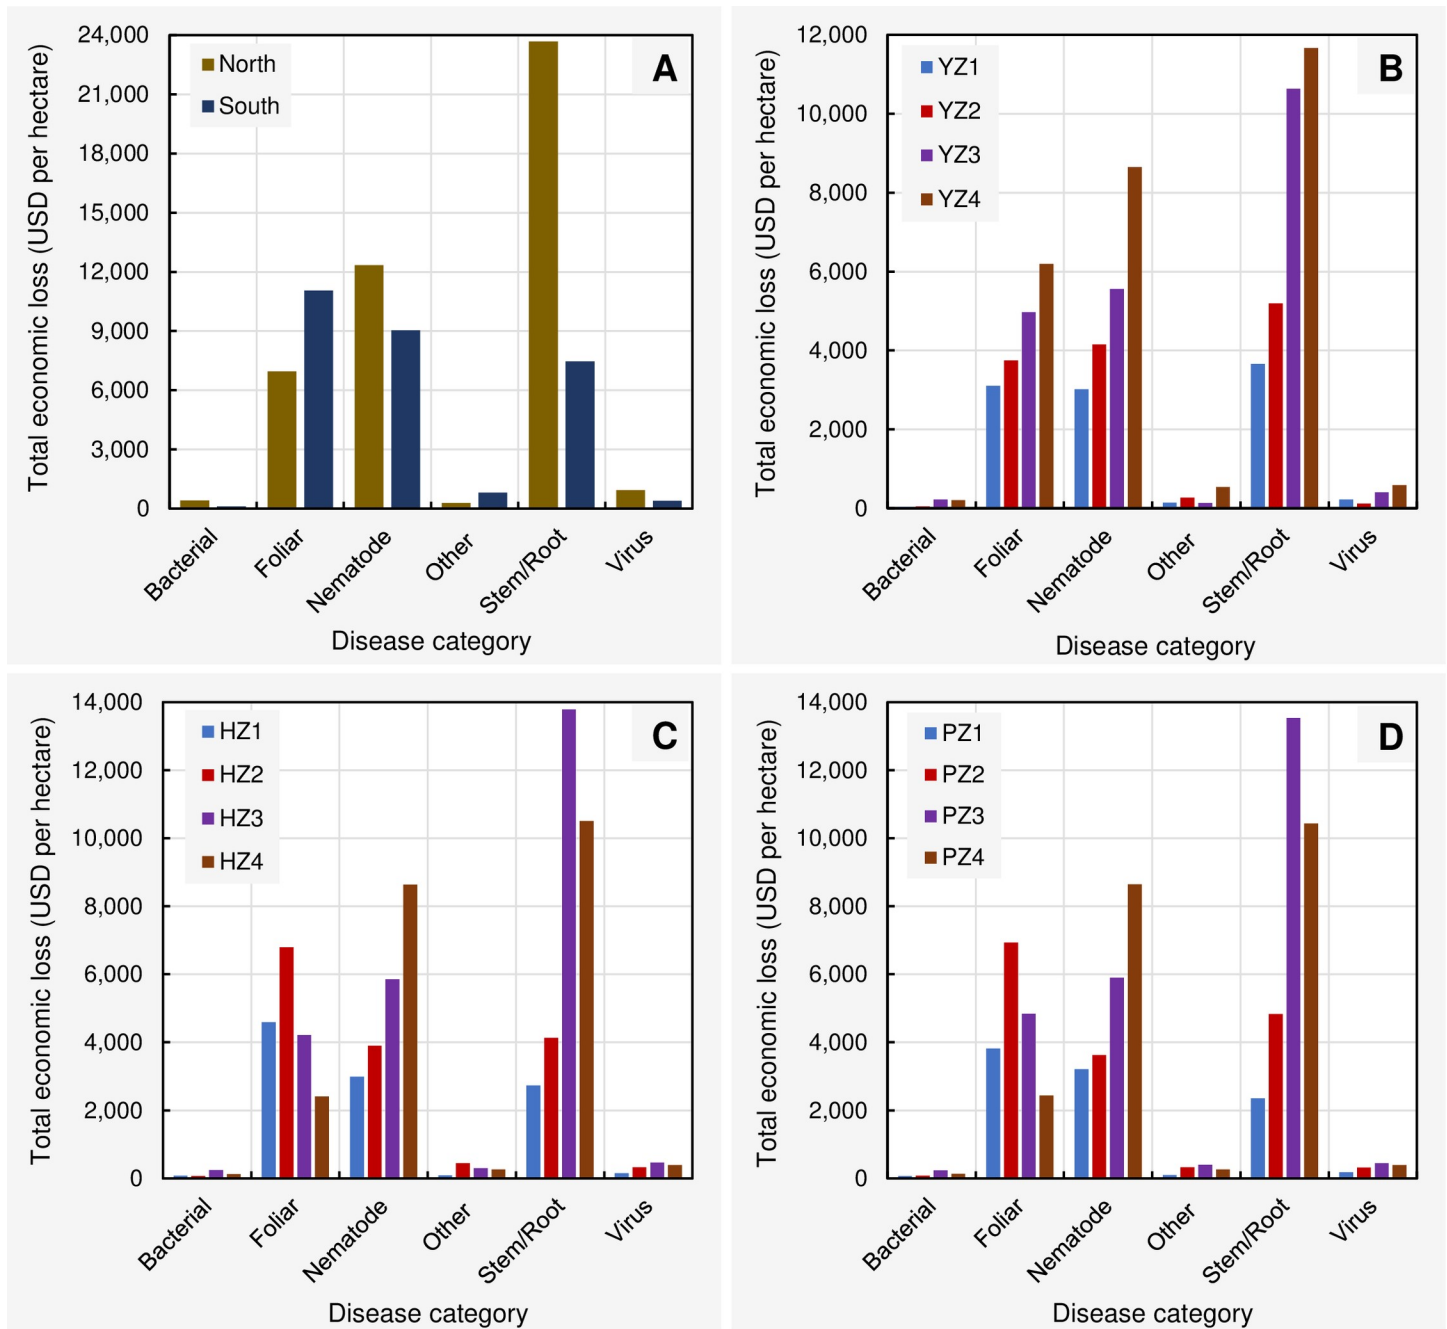 A
North
South
24,000
21,000
18,000
15,000
12,000
9,000
6,000
3,000
0
Total economic loss (USD per hectare)
Bacterial
Foliar
Nematode
Other
Stem/Root
Virus
Disease category
B
YZ1
YZ2
YZ3
YZ4
12,000
10,000
8,000
6,000
4,000
2,000
0
Total economic loss (USD per hectare)
Bacterial
Foliar
Nematode
Other
Stem/Root
Virus
Disease category
C
HZ1
HZ2
HZ3
HZ4
14,000
12,000
10,000
8,000
6,000
4,000
2,000
0
Total economic loss (USD per hectare)
Bacterial
Foliar
Nematode
Other
Stem/Root
Virus
Disease category
D
PZ1
PZ2
PZ3
PZ4
14,000
12,000
10,000
8,000
6,000
4,000
2,000
0
Total economic loss (USD per hectare)
Bacterial
Foliar
Nematode
Other
Stem/Root
Virus
Disease category